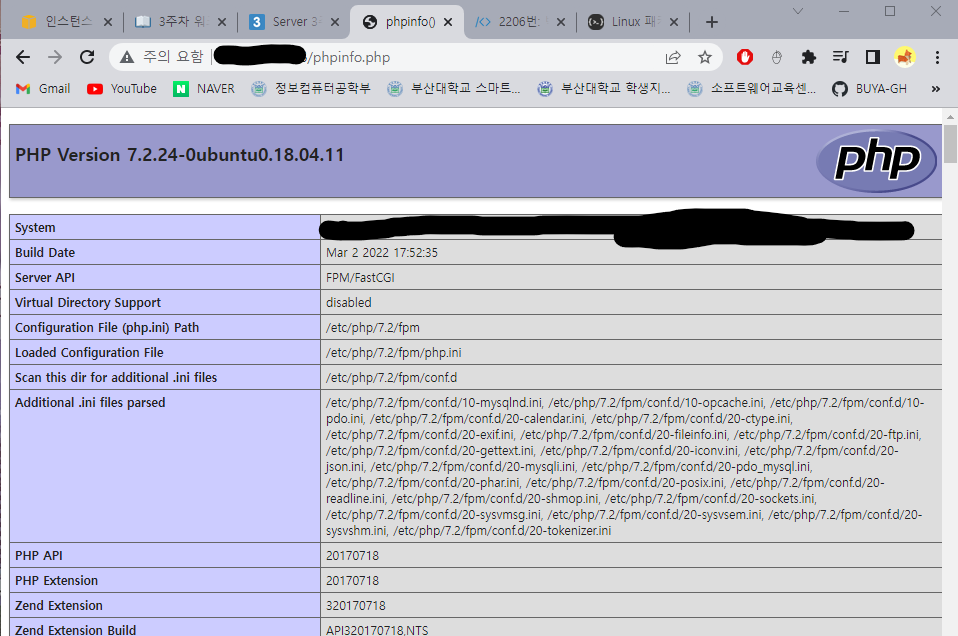 인스턴스
3주차 워
Server 3
phpinfo()
2206번:
Linux 패
주의 요함
/phpinfo.php
Gmail
YouTube
NAVER
정보컴퓨터공학부
부산대학교 스마트...
부산대학교 학생지...
소프트웨어교육센...
BUYA-GH
»
PHP Version 7.2.24-0ubuntu0.18.04.11
php
System
Build Date Mar 2 2022 17:52:35
Server API FPM/FastCGI
Virtual Directory Support disabled
Configuration File (php.ini) Path /etc/php/7.2/fpm
Loaded Configuration File /etc/php/7.2/fpm/php.ini
Scan this dir for additional .ini files /etc/php/7.2/fpm/conf.d
Additional .ini files parsed /etc/php/7.2/fpm/conf.d/10-mysqlnd.ini, /etc/php/7.2/fpm/conf.d/10-opcache.ini, /etc/php/7.2/fpm/conf.d/10-
pdo.ini, /etc/php/7.2/fpm/conf.d/20-calendar.ini, /etc/php/7.2/fpm/conf.d/20-ctype.ini,
/etc/php/7.2/fpm/conf.d/20-exif.ini, /etc/php/7.2/fpm/conf.d/20-fileinfo.ini, /etc/php/7.2/fpm/conf.d/20-ftp.ini,
/etc/php/7.2/fpm/conf.d/20-gettext.ini, /etc/php/7.2/fpm/conf.d/20-iconv.ini, /etc/php/7.2/fpm/conf.d/20-
json.ini, /etc/php/7.2/fpm/conf.d/20-mysqli.ini, /etc/php/7.2/fpm/conf.d/20-pdo_mysql.ini,
/etc/php/7.2/fpm/conf.d/20-phar.ini, /etc/php/7.2/fpm/conf.d/20-posix.ini, /etc/php/7.2/fpm/conf.d/20-
readline.ini, /etc/php/7.2/fpm/conf.d/20-shmop.ini, /etc/php/7.2/fpm/conf.d/20-sockets.ini,
/etc/php/7.2/fpm/conf.d/20-sysvmsg.ini, /etc/php/7.2/fpm/conf.d/20-sysvsem.ini, /etc/php/7.2/fpm/conf.d/20-
sysvshm.ini, /etc/php/7.2/fpm/conf.d/20-tokenizer.ini
PHP API 20170718
PHP Extension 20170718
Zend Extension 320170718
Zend Extension Build API320170718,NTS